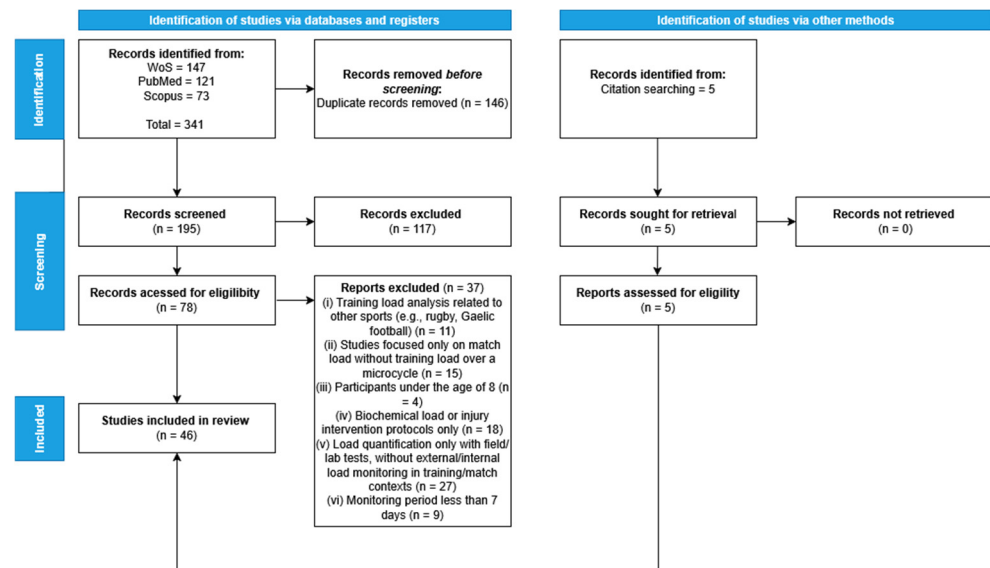 Identification of studies via databases and registers
Identification of studies via other methods
Identification
Records identified from:
WoS = 147
PubMed = 121
Scopus = 73
Total = 341
Records removed before
screening:
Duplicate records removed (n = 146)
Records identified from:
Citation searching = 5
Screening
Records screened
(n = 195)
Records excluded
(n = 117)
Records sought for retrieval
(n = 5)
Records not retrieved
(n = 0)
Records acessed for eligilibity
(n = 78)
Reports excluded (n = 37)
(i) Training load analysis related to
other sports (e.g., rugby, Gaelic
football) (n = 11)
(ii) Studies focused only on match
load without training load over a
microcycle (n = 15)
(iii) Participants under the age of 8 (n
= 4)
(iv) Biochemical load or injury
intervention protocols only (n = 18)
(v) Load quantification only with field/
lab tests, without external/internal
load monitoring in training/match
contexts (n = 27)
(vi) Monitoring period less than 7
days (n = 9)
Reports assessed for eligility
(n = 5)
Included
Studies included in review
(n = 46)